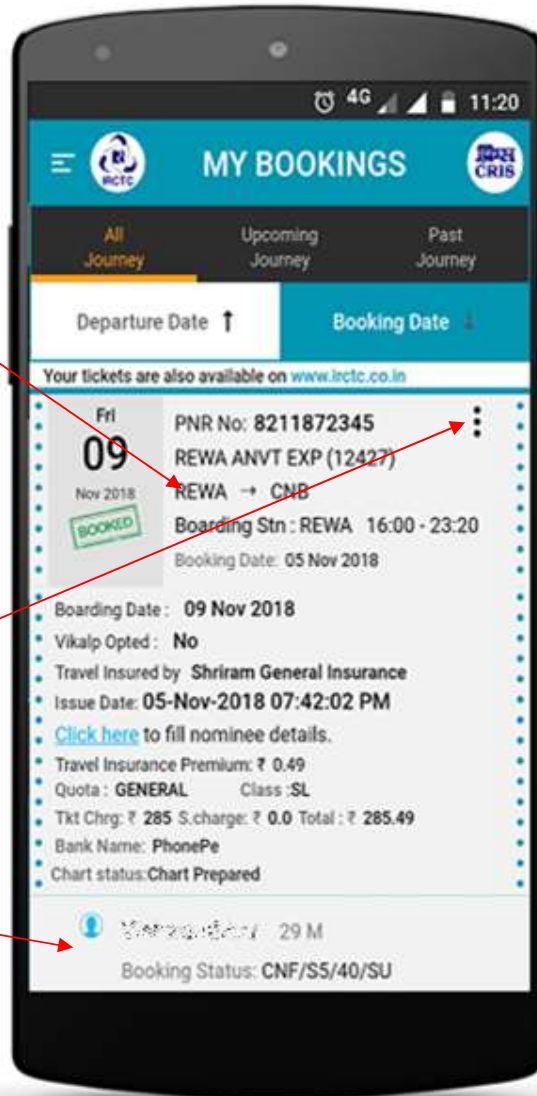 4G 11:20
IRCTC MY BOOKINGS क्रिस CRIS
All Journey Upcoming Journey Past Journey
Departure Date ↑ Booking Date ↓
Your tickets are also available on www.irctc.co.in
Fri
09
Nov 2018
BOOKED
PNR No: 8211872345
REWA ANVT EXP (12427)
REWA → CNB
Boarding Stn : REWA 16:00 - 23:20
Booking Date: 05 Nov 2018
Boarding Date : 09 Nov 2018
Vikalp Opted : No
Travel Insured by Shriram General Insurance
Issue Date: 05-Nov-2018 07:42:02 PM
Click here to fill nominee details.
Travel Insurance Premium: ₹ 0.49
Quota : GENERAL Class :SL
Tkt Chrg: ₹ 285 S.charge: ₹ 0.0 Total : ₹ 285.49
Bank Name: PhonePe
Chart status:Chart Prepared
29 M
Booking Status: CNF/S5/40/SU